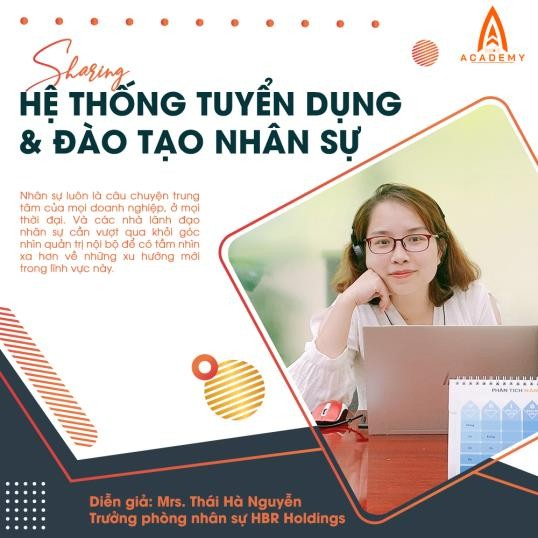 ACADEMY
Sharing
HỆ THỐNG TUYỂN DỤNG
& ĐÀO TẠO NHÂN SỰ
Nhân sự luôn là câu chuyện trung
tâm của mọi doanh nghiệp, ở mọi
thời đại. Và các nhà lãnh đạo
nhân sự cần vượt qua khỏi góc
nhìn quản trị nội bộ để có tầm nhìn
xa hơn về những xu hướng mới
trong lĩnh vực này.
PHÂN TÍCH
Diễn giả: Mrs. Thái Hà Nguyễn
Trưởng phòng nhân sự HBR Holdings